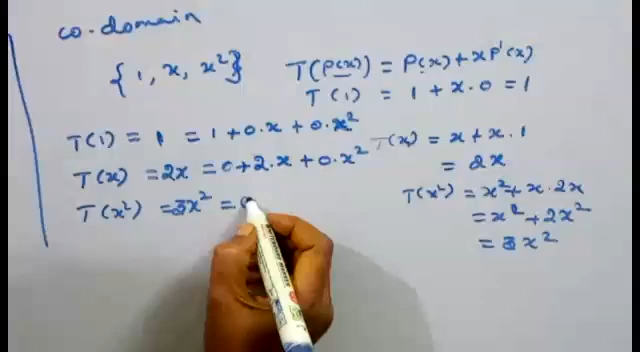 co-domain
{1, x, x²}
T(P(x)) = P(x) + xP'(x)
T(1) = 1 + x.0 = 1
T(1) = 1 = 1+0.x + 0.x²
T(x) = 2x = 0+2.x + 0.x²
T(x²) = 3x² = 0
T(x) = x + x.1
= 2x
T(x²) = x² + x.2x
= x² + 2x²
= 3x²